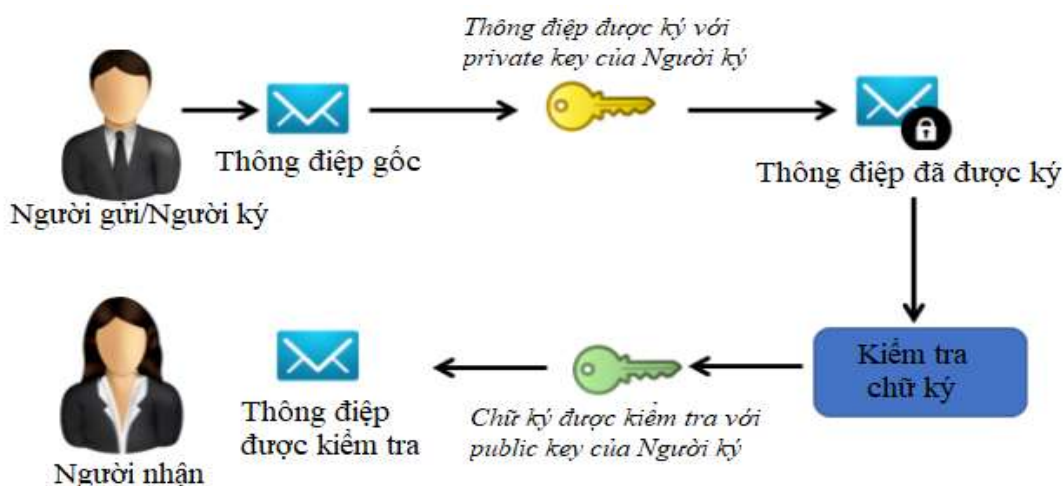 Thông điệp được ký với
private key của Người ký
Thông điệp gốc
Thông điệp đã được ký
Người gửi/Người ký
Kiểm tra
chữ ký
Thông điệp
được kiểm tra
Chữ ký được kiểm tra với
public key của Người ký
Người nhận